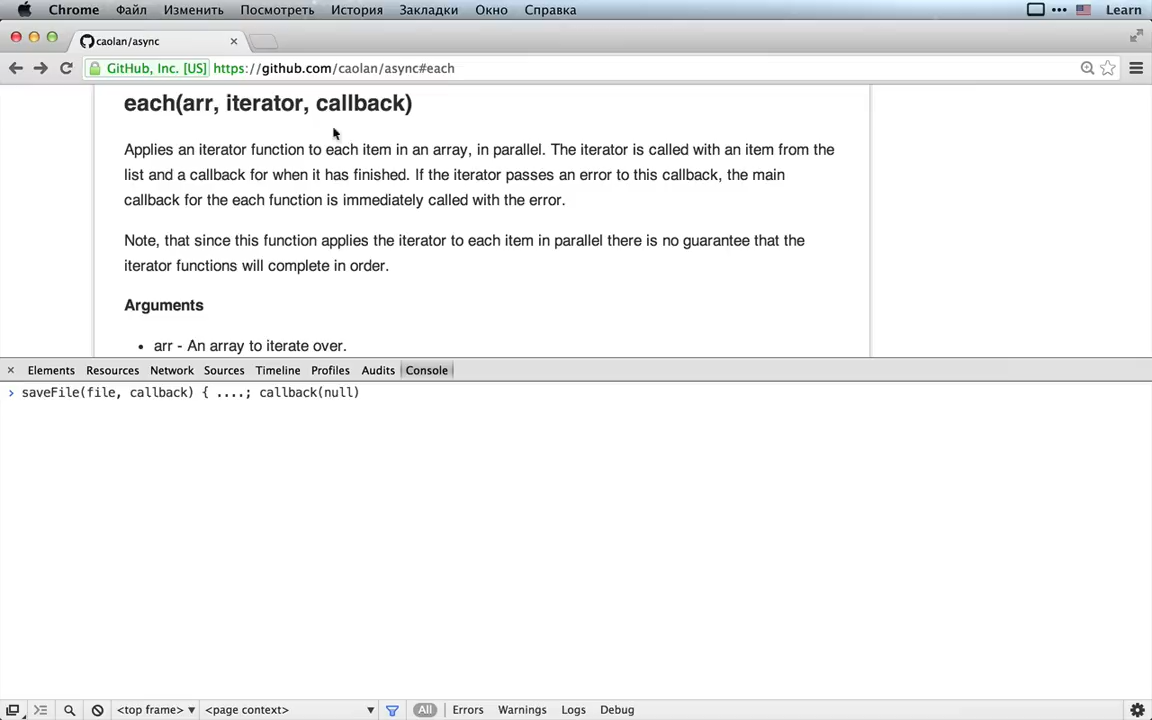 Chrome Файл Изменить Посмотреть История Закладки Окно Справка Learn
caolan/async
GitHub, Inc. [US] https://github.com/caolan/async#each
each(arr, iterator, callback)
Applies an iterator function to each item in an array, in parallel. The iterator is called with an item from the
list and a callback for when it has finished. If the iterator passes an error to this callback, the main
callback for the each function is immediately called with the error.
Note, that since this function applies the iterator to each item in parallel there is no guarantee that the
iterator functions will complete in order.
Arguments
• arr - An array to iterate over.
Elements Resources Network Sources Timeline Profiles Audits Console
> saveFile(file, callback) { ....; callback(null)
<top frame> <page context> All Errors Warnings Logs Debug